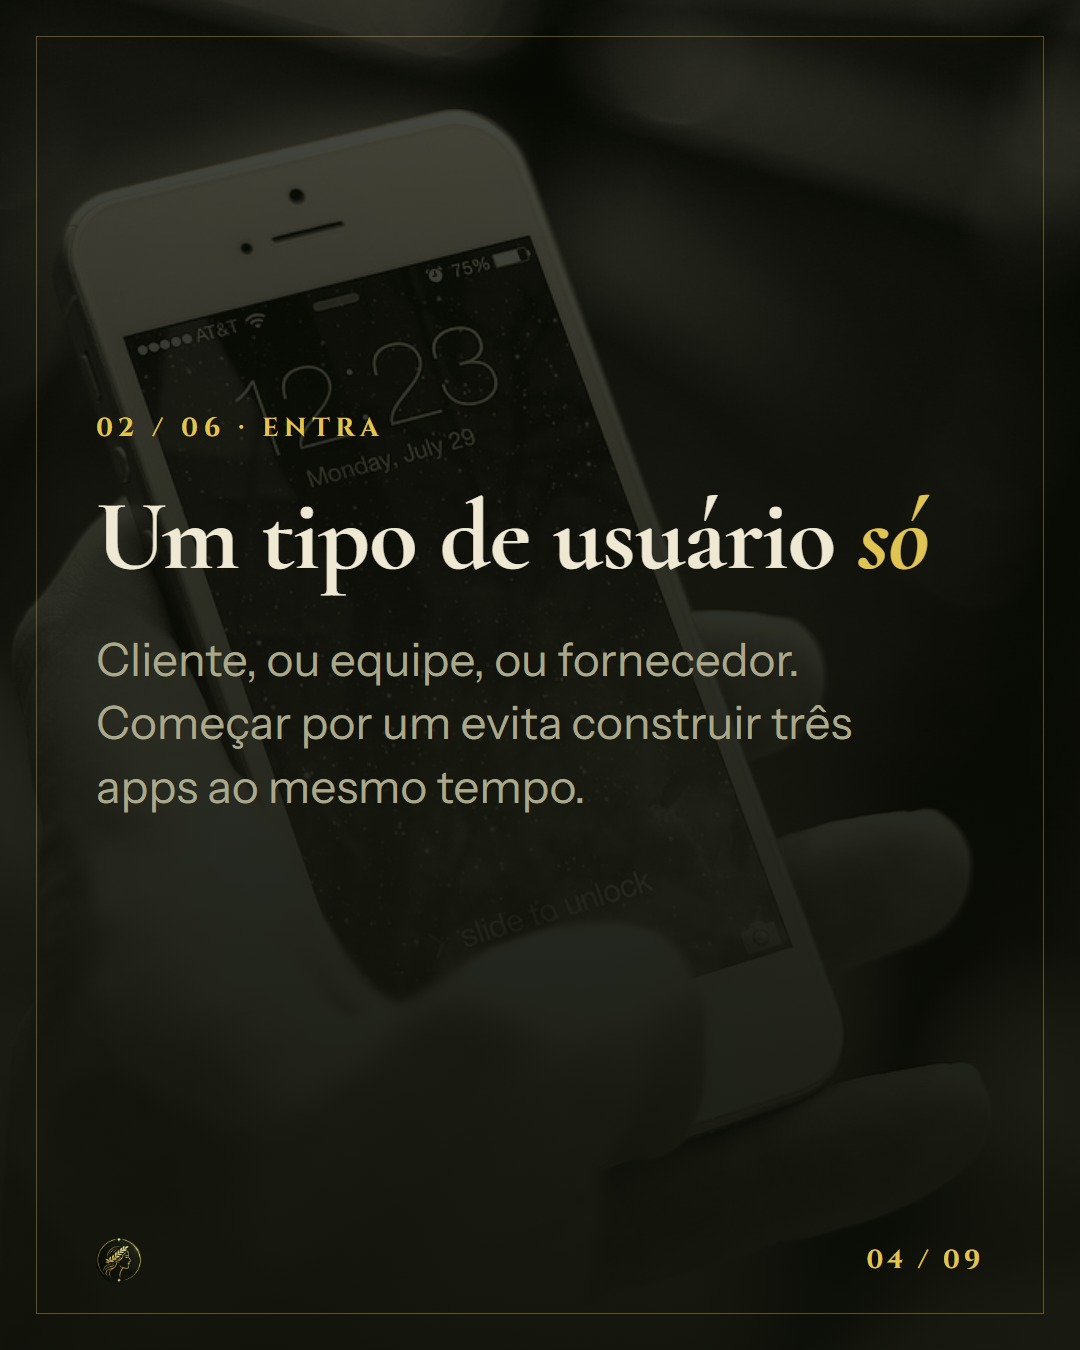 75%
AT&T
12:23
02 / 06 · ENTRA
Monday, July 29
Um tipo de usuário só
Cliente, ou equipe, ou fornecedor.
Começar por um evita construir três
apps ao mesmo tempo.
slide to unlock
04 / 09